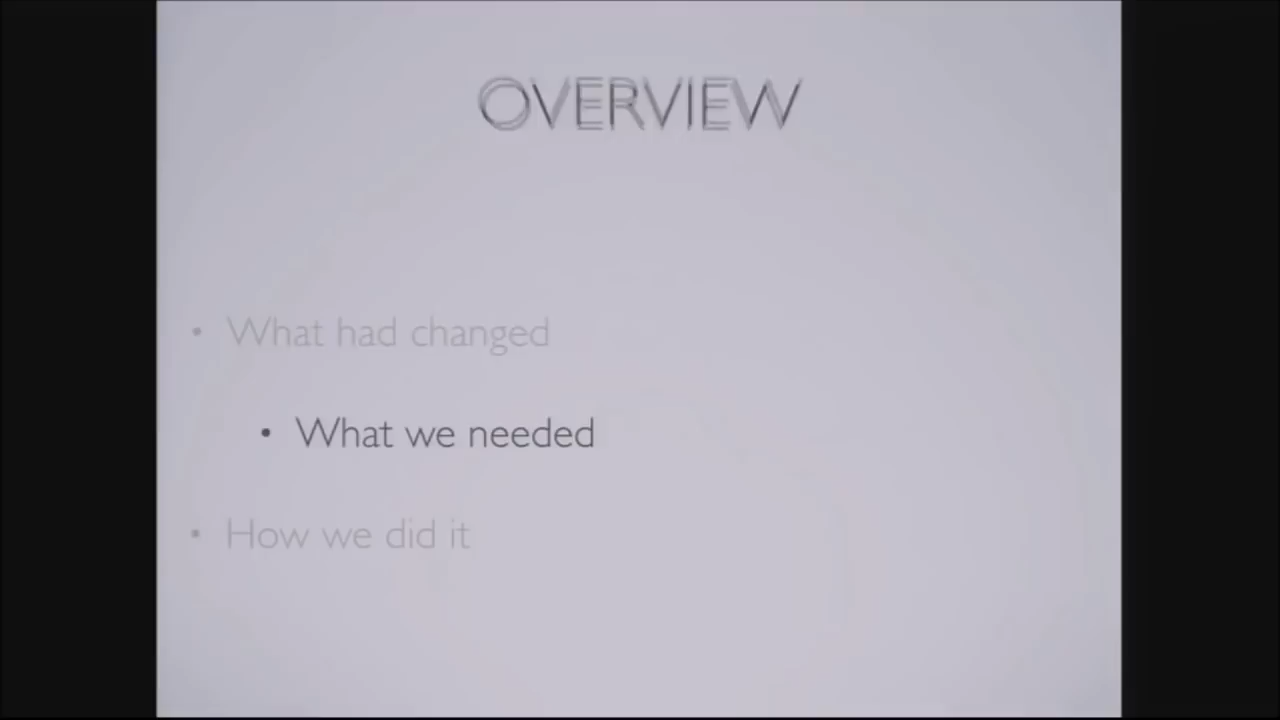 OVERVIEW
• What had changed
• What we needed
• How we did it